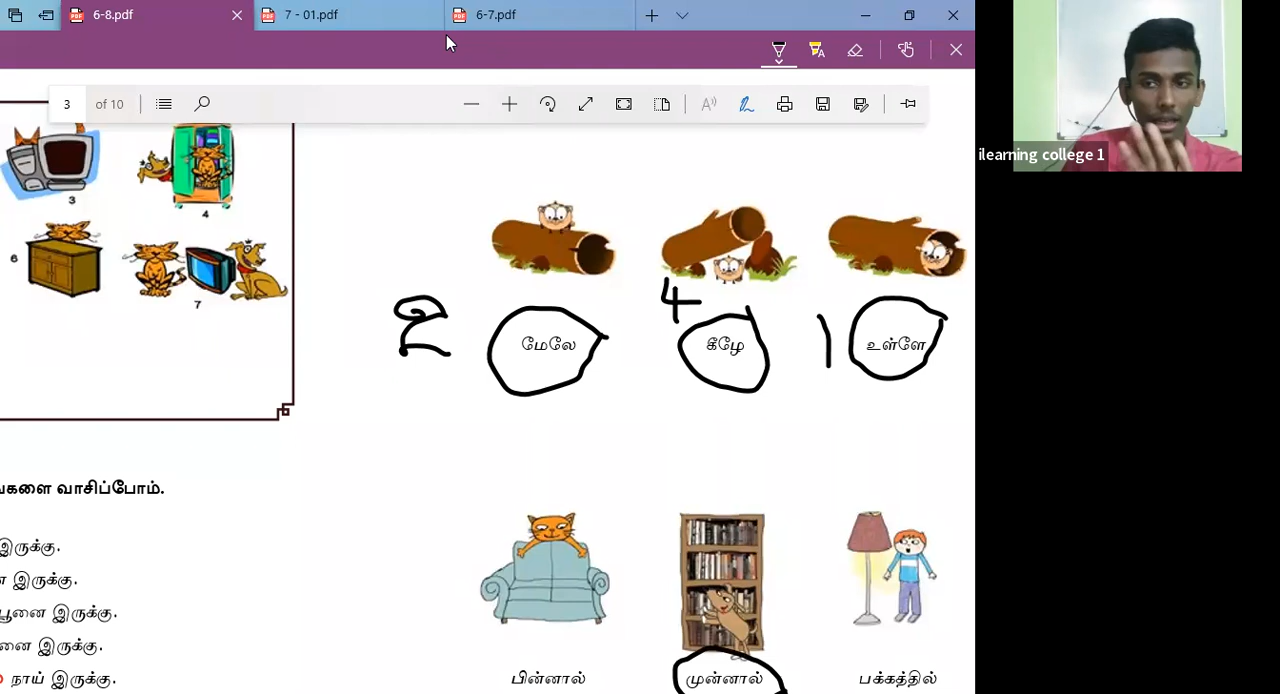 6-8.pdf
7 - 01.pdf
6-7.pdf
3 of 10
ilearning college 1
3
4
6
7
2 4 1
மேலே கீழே உள்ளே
வாசிப்போம்.
இருக்கு.
இருக்கு.
பூனை இருக்கு.
இருக்கு.
நாய் இருக்கு.
பின்னால் முன்னால் பக்கத்தில்